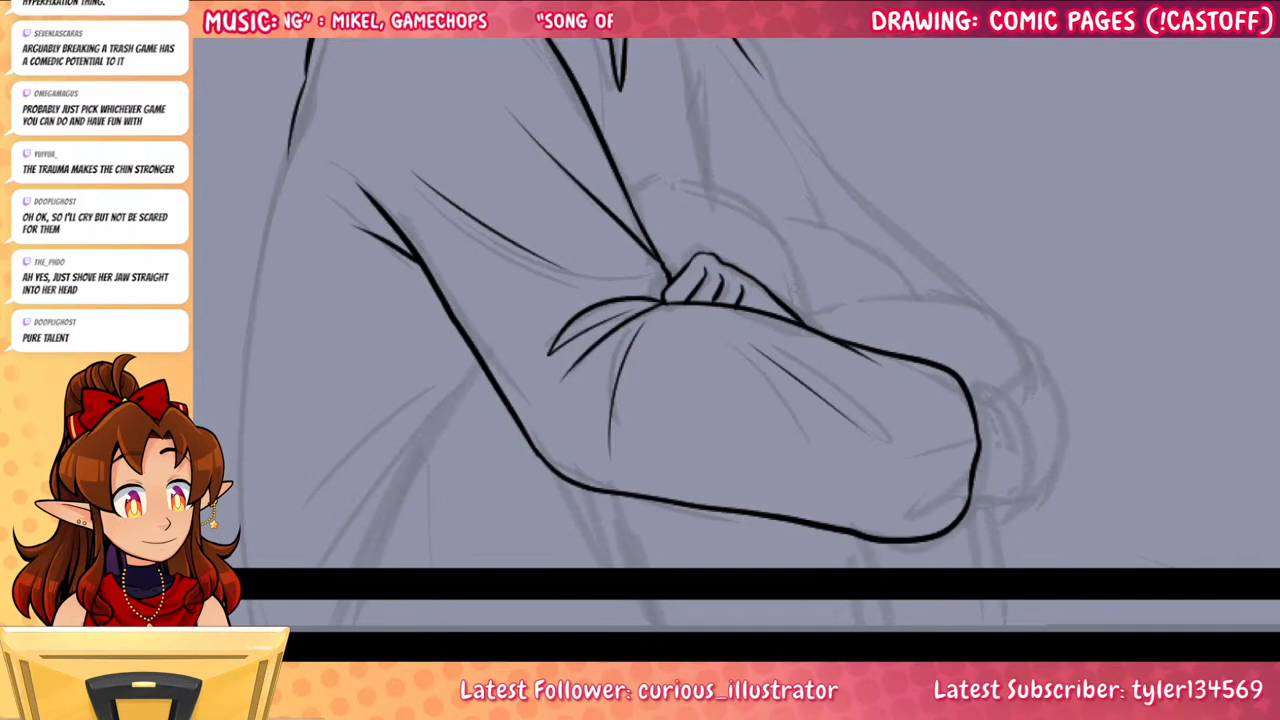 MUSIC: NG" : MIKEL, GAMECHOPS "SONG OF
DRAWING: COMIC PAGES (!CASTOFF)
HYPERFIXATION THING.
SEVENLASCARAS
ARGUABLY BREAKING A TRASH GAME HAS
A COMEDIC POTENTIAL TO IT
OMEGAMAGUS
PROBABLY JUST PICK WHICHEVER GAME
YOU CAN DO AND HAVE FUN WITH
YUIYUA_
THE TRAUMA MAKES THE CHIN STRONGER
DOOPLIGHOST
OH OK, SO I'LL CRY BUT NOT BE SCARED
FOR THEM
THE_PHDO
AH YES, JUST SHOVE HER JAW STRAIGHT
INTO HER HEAD
DOOPLIGHOST
PURE TALENT
Latest Follower: curious_illustrator
Latest Subscriber: tyler134569